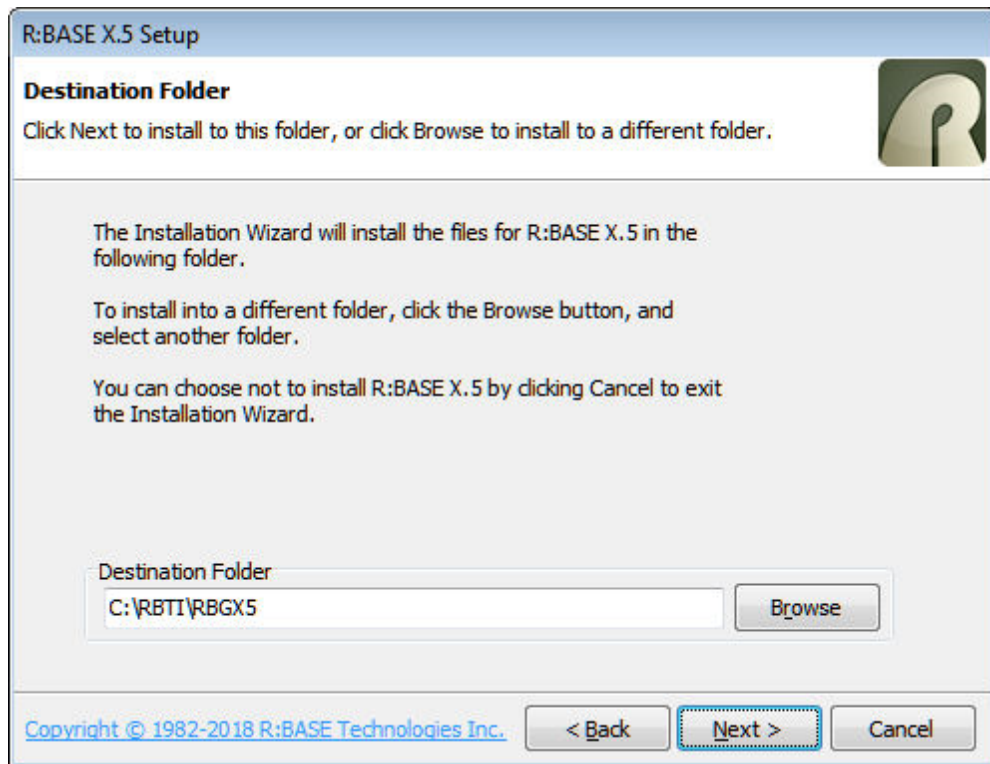 R:BASE X.5 Setup
Destination Folder
Click Next to install to this folder, or click Browse to install to a different folder.
The Installation Wizard will install the files for R:BASE X.5 in the
following folder.
To install into a different folder, click the Browse button, and
select another folder.
You can choose not to install R:BASE X.5 by clicking Cancel to exit
the Installation Wizard.
Destination Folder
C:\RBTI\RBGX5
Browse
Copyright © 1982-2018 R:BASE Technologies Inc.
< Back
Next >
Cancel